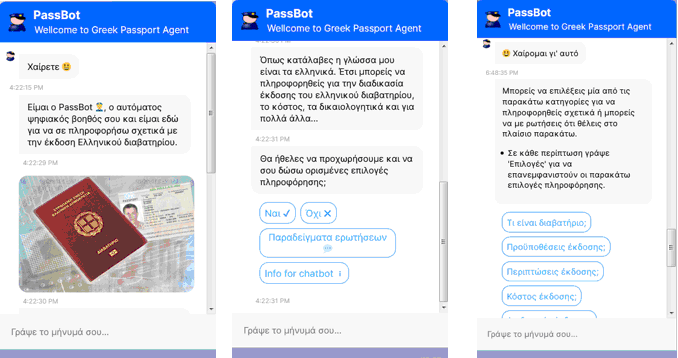 PassBot
Wellcome to Greek Passport Agent
Χαίρετε 😃
4:22:15 PM
Είμαι ο PassBot 👮, ο αυτόματος
ψηφιακός βοηθός σου και είμαι εδώ
για να σε πληροφορήσω σχετικά με
την έκδοση Ελληνικού διαβατηρίου.
4:22:29 PM
ΔΙΑΒΑΤΗΡΙΟ
4:22:30 PM
Γράψε το μήνυμά σου...
PassBot
Wellcome to Greek Passport Agent
Όπως κατάλαβες η γλώσσα μου
είναι τα ελληνικά. Έτσι μπορείς να
πληροφορηθείς για την διαδικασία
έκδοσης του ελληνικού διαβατηρίου,
το κόστος, τα δικαιολογητικά και για
πολλά άλλα...
4:22:31 PM
Θα ήθελες να προχωρήσουμε και να
σου δώσω ορισμένες επιλογές
πληροφόρησης;
Ναι ✔ Όχι ✖
Παραδείγματα ερωτήσεων
💬
Info for chatbot ℹ
4:22:31 PM
Γράψε το μήνυμά σου...
PassBot
Wellcome to Greek Passport Agent
😃 Χαίρομαι γι' αυτό
6:48:35 PM
Μπορείς να επιλέξεις μία από τις
παρακάτω κατηγορίες για να
πληροφορηθείς σχετικά ή μπορείς
να με ρωτήσεις ότι θέλεις στο
πλαίσιο παρακάτω.
• Σε κάθε περίπτωση γράψε
'Επιλογές' για να
επανεμφανιστούν οι παρακάτω
επιλογές πληροφόρησης.
Τι είναι διαβατήριο;
Προϋποθέσεις έκδοσης;
Περιπτώσεις έκδοσης;
Κόστος έκδοσης;
Γράψε το μήνυμά σου...